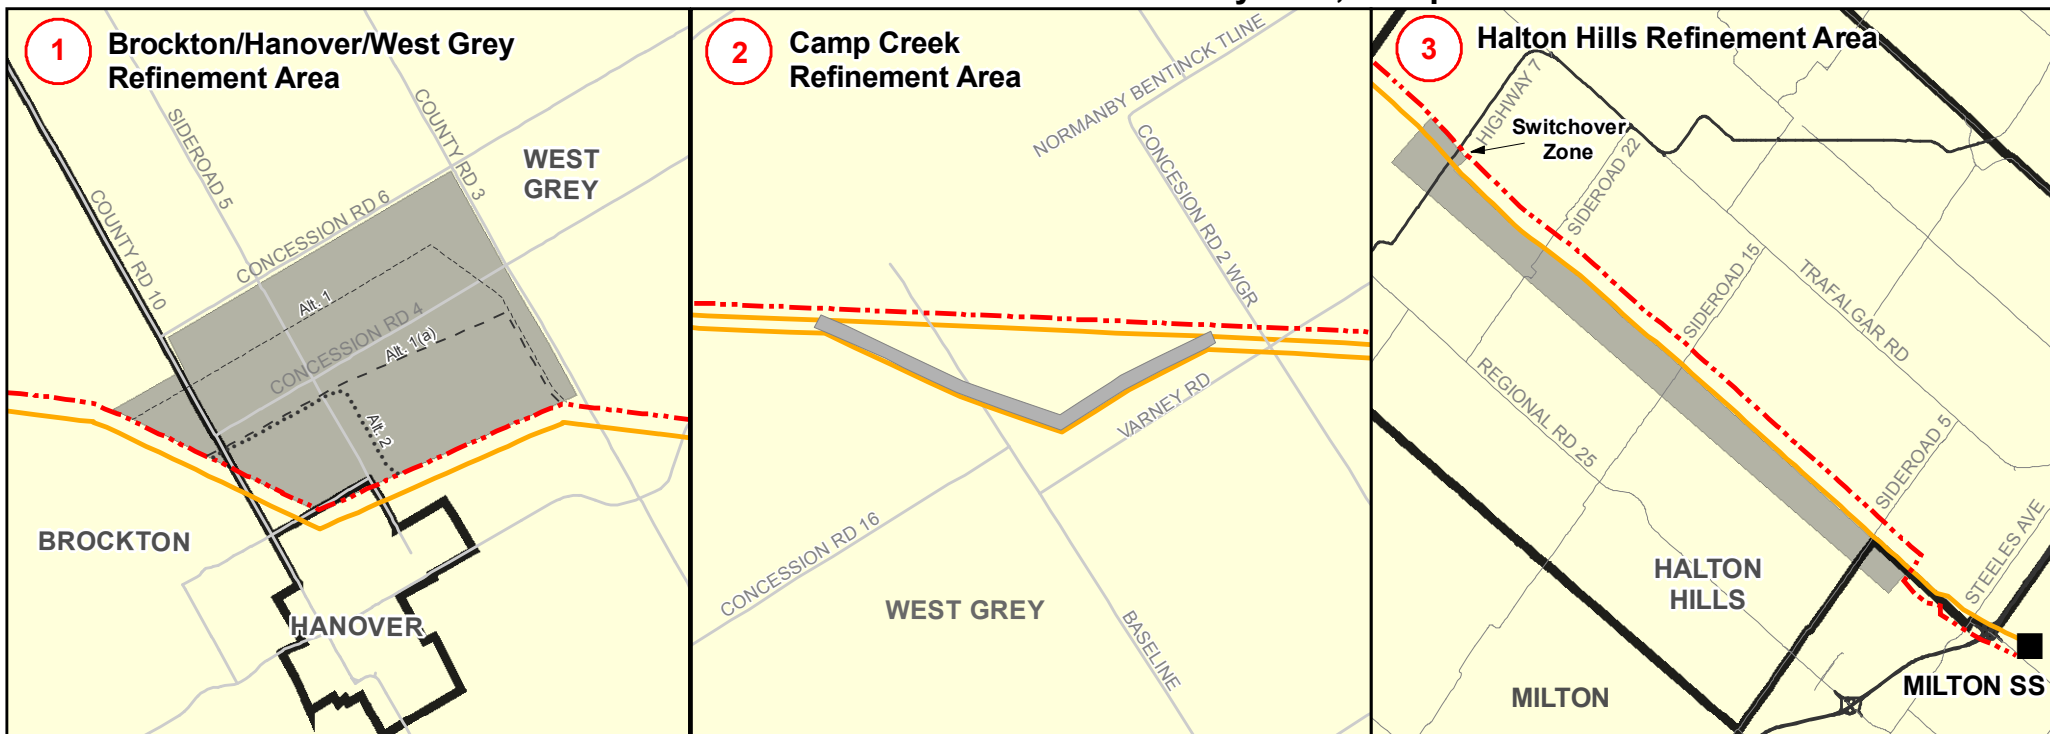 1
Brockton/Hanover/West Grey
Refinement Area
SIDEROAD 5
COUNTY RD 3
WEST
GREY
COUNTY RD 10
CONCESSION RD 6
Alt. 1
CONCESSION RD 4
Alt. 1(a)
Alt. 2
BROCKTON
HANOVER
2
Camp Creek
Refinement Area
NORMANBY BENTINCK TLINE
CONCESION RD 2 WGR
VARNEY RD
CONCESSION RD 16
WEST GREY
BASELINE
3
Halton Hills Refinement Area
HIGHWAY 7
Switchover
Zone
SIDEROAD 22
SIDEROAD 15
TRAFALGAR RD
REGIONAL RD 25
SIDEROAD 5
STEELES AVE
HALTON
HILLS
MILTON
MILTON SS